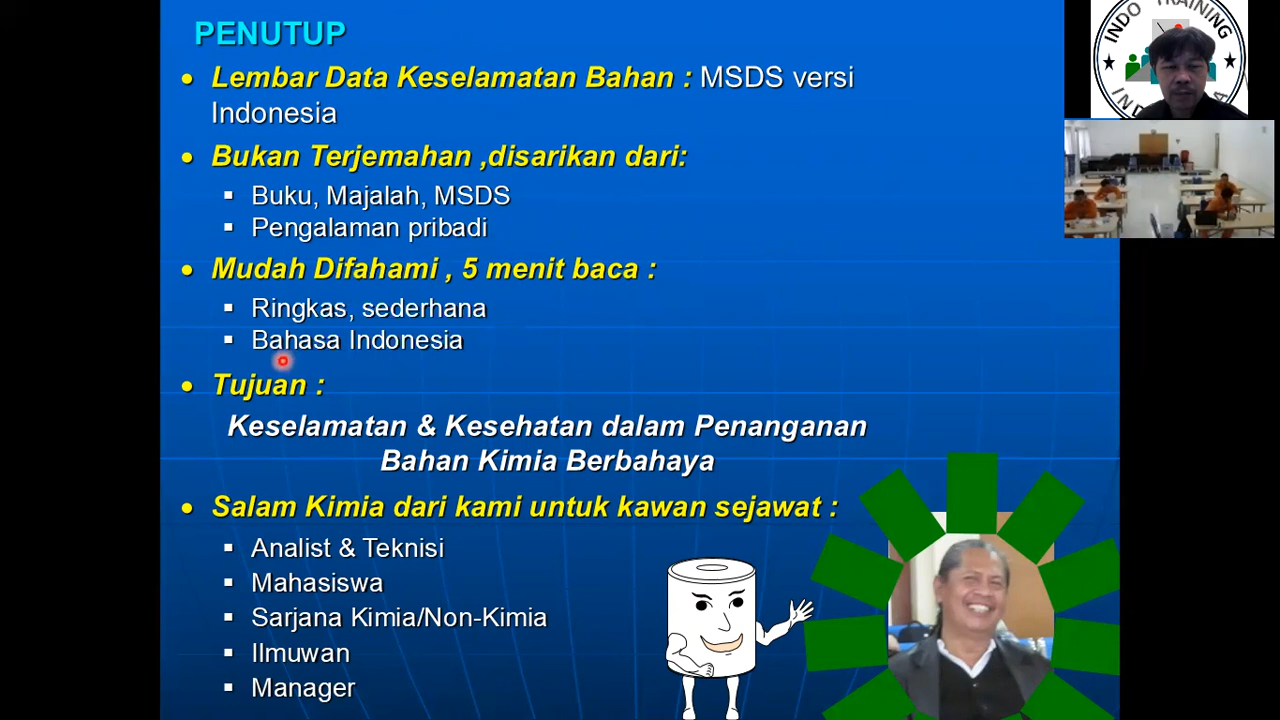 PENUTUP
Lembar Data Keselamatan Bahan : MSDS versi
Indonesia
Bukan Terjemahan ,disarikan dari:
Buku, Majalah, MSDS
Pengalaman pribadi
Mudah Difahami , 5 menit baca :
Ringkas, sederhana
Bahasa Indonesia
Tujuan :
Keselamatan & Kesehatan dalam Penanganan
Bahan Kimia Berbahaya
Salam Kimia dari kami untuk kawan sejawat :
Analist & Teknisi
Mahasiswa
Sarjana Kimia/Non-Kimia
Ilmuwan
Manager
INDO TRAINING